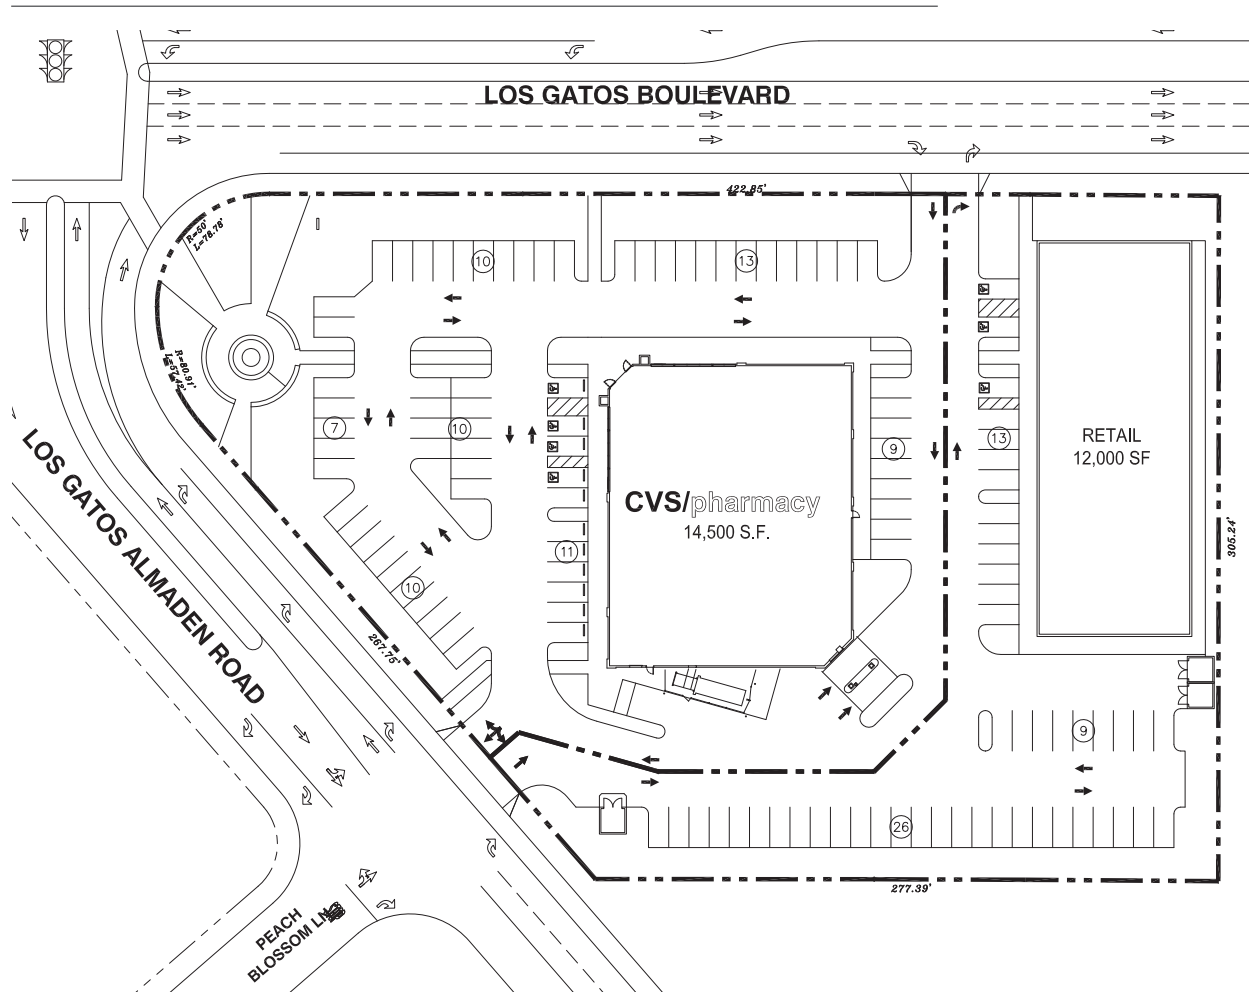 LOS GATOS BOULEVARD
422.85'
R=50'
L=78.78'
10
13
R=80.91'
L=57.42'
7
10
9
13
RETAIL
12,000 SF
CVS/pharmacy
14,500 S.F.
305.24'
LOS GATOS ALMADEN ROAD
11
10
267.75'
9
26
277.39'
PEACH
BLOSSOM LN